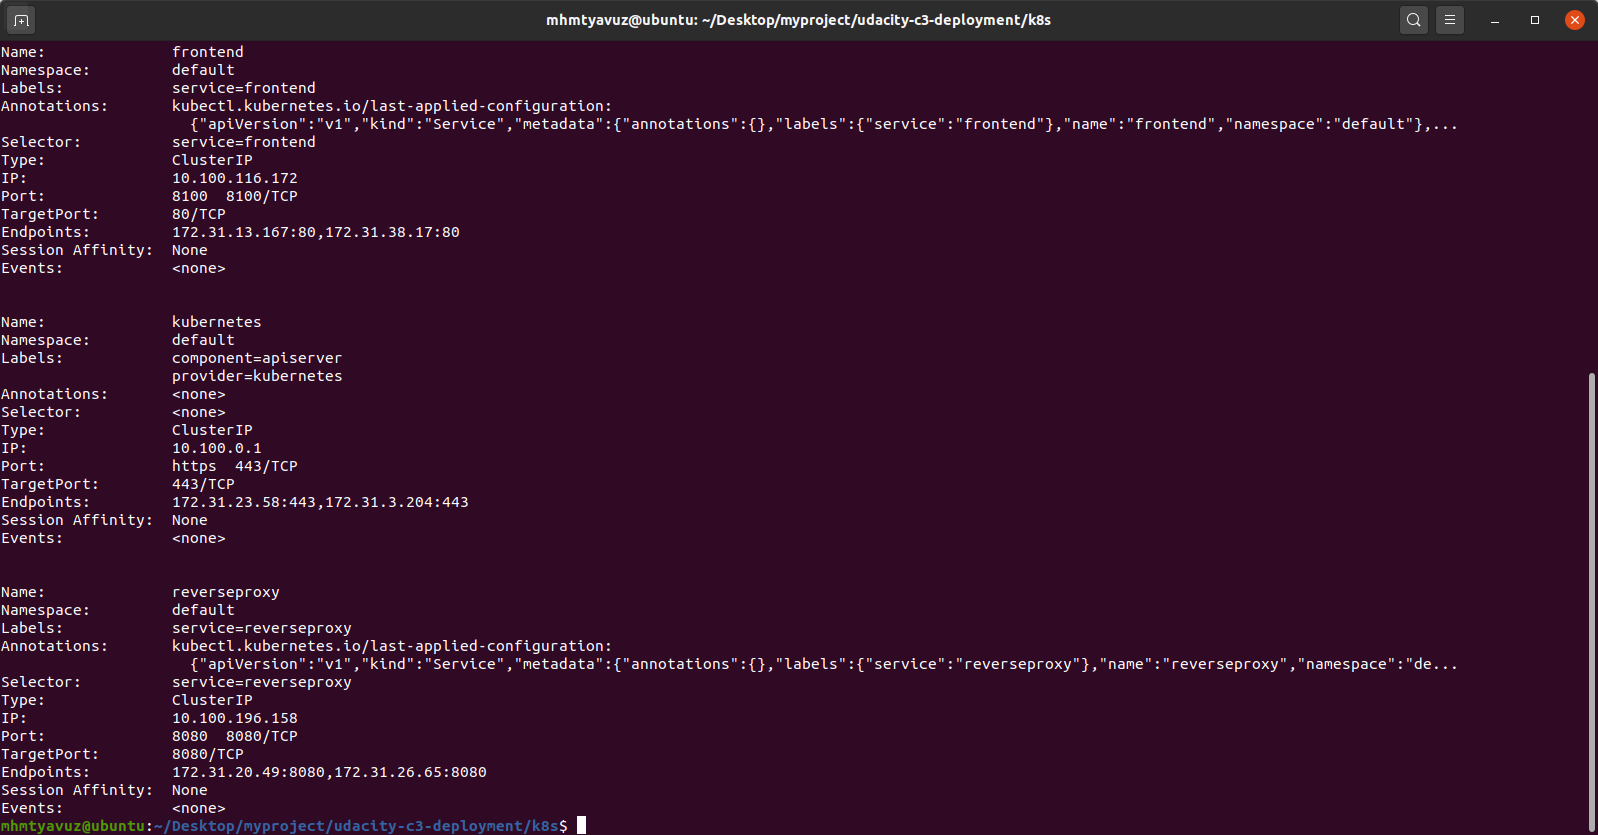 mhmtyavuz@ubuntu: ~/Desktop/myproject/udacity-c3-deployment/k8s
Name:              frontend
Namespace:         default
Labels:            service=frontend
Annotations:       kubectl.kubernetes.io/last-applied-configuration:
                     {"apiVersion":"v1","kind":"Service","metadata":{"annotations":{},"labels":{"service":"frontend"},"name":"frontend","namespace":"default"},...
Selector:          service=frontend
Type:              ClusterIP
IP:                10.100.116.172
Port:              8100  8100/TCP
TargetPort:        80/TCP
Endpoints:         172.31.13.167:80,172.31.38.17:80
Session Affinity:  None
Events:            <none>
Name:              kubernetes
Namespace:         default
Labels:            component=apiserver
                   provider=kubernetes
Annotations:       <none>
Selector:          <none>
Type:              ClusterIP
IP:                10.100.0.1
Port:              https  443/TCP
TargetPort:        443/TCP
Endpoints:         172.31.23.58:443,172.31.3.204:443
Session Affinity:  None
Events:            <none>
Name:              reverseproxy
Namespace:         default
Labels:            service=reverseproxy
Annotations:       kubectl.kubernetes.io/last-applied-configuration:
                     {"apiVersion":"v1","kind":"Service","metadata":{"annotations":{},"labels":{"service":"reverseproxy"},"name":"reverseproxy","namespace":"de...
Selector:          service=reverseproxy
Type:              ClusterIP
IP:                10.100.196.158
Port:              8080  8080/TCP
TargetPort:        8080/TCP
Endpoints:         172.31.20.49:8080,172.31.26.65:8080
Session Affinity:  None
Events:            <none>
mhmtyavuz@ubuntu:~/Desktop/myproject/udacity-c3-deployment/k8s$